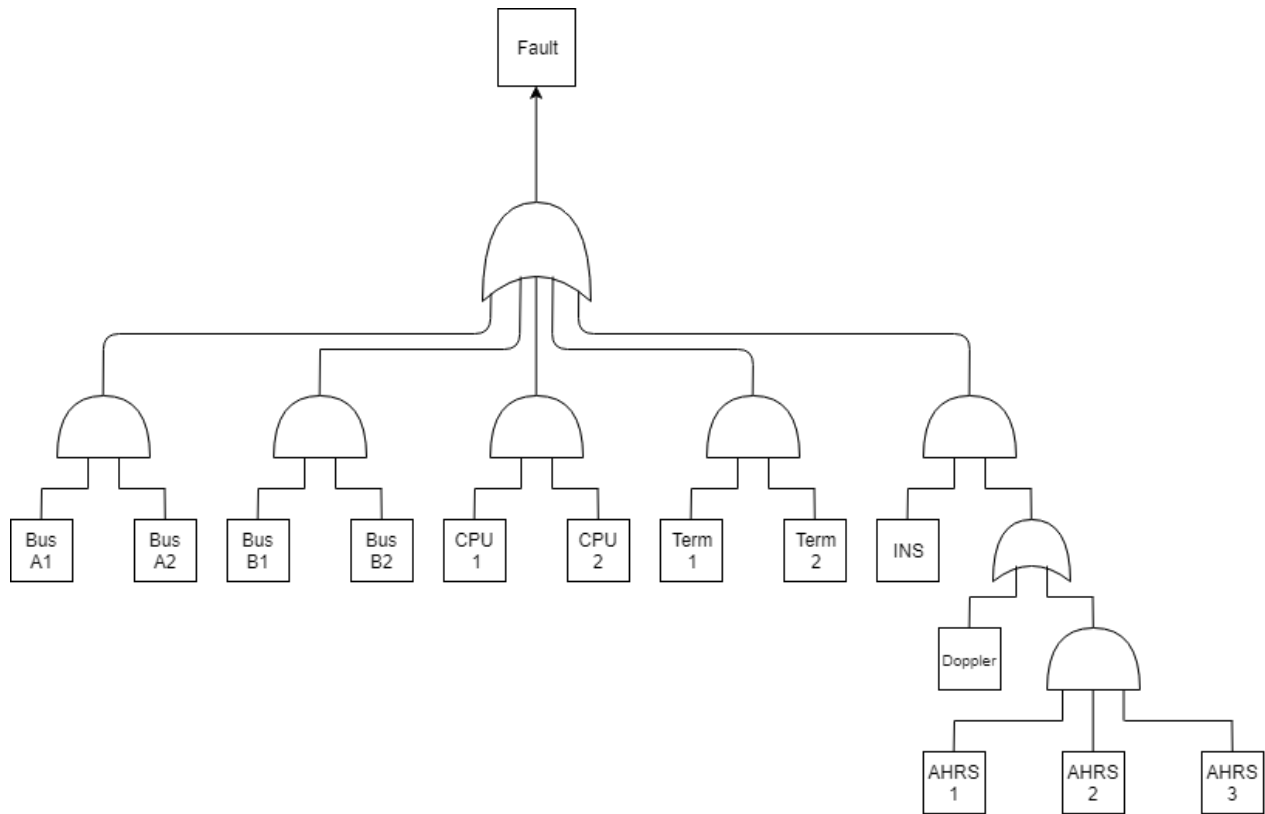 Fault
Bus
A1
Bus
A2
Bus
B1
Bus
B2
CPU
1
CPU
2
Term
1
Term
2
INS
Doppler
AHRS
1
AHRS
2
AHRS
3